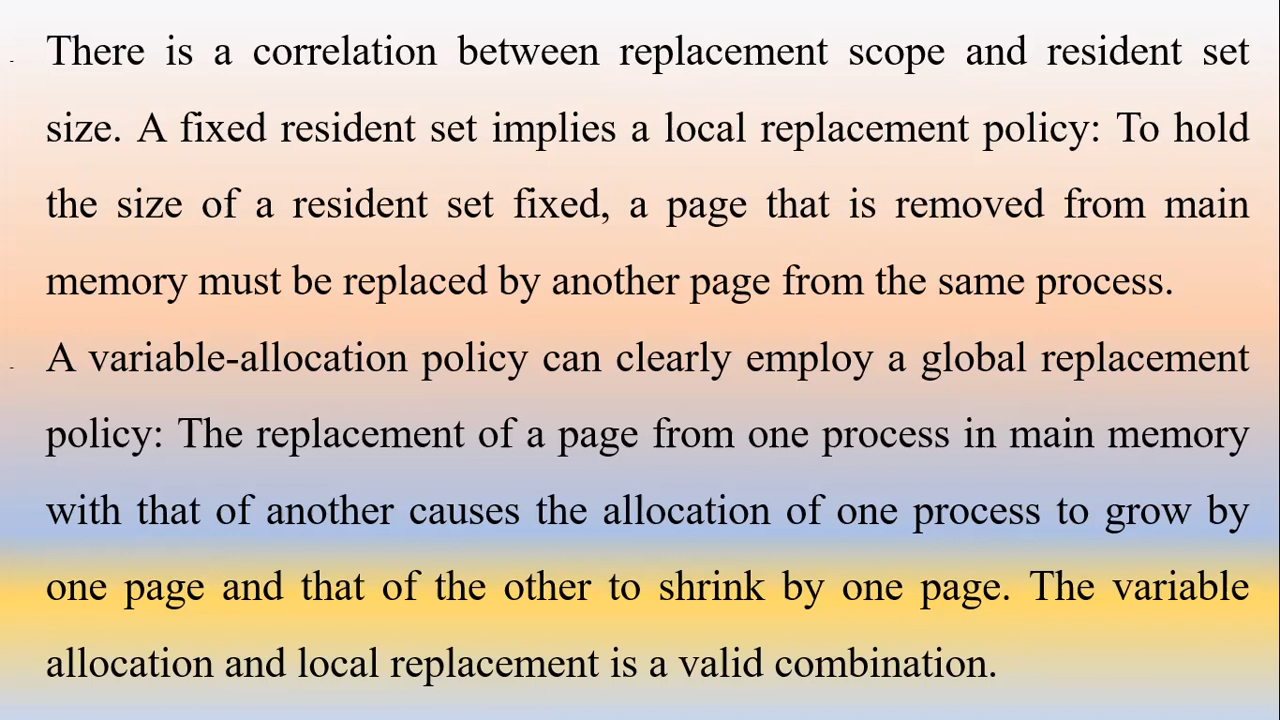 There is a correlation between replacement scope and resident set
size. A fixed resident set implies a local replacement policy: To hold
the size of a resident set fixed, a page that is removed from main
memory must be replaced by another page from the same process.
A variable-allocation policy can clearly employ a global replacement
policy: The replacement of a page from one process in main memory
with that of another causes the allocation of one process to grow by
one page and that of the other to shrink by one page. The variable
allocation and local replacement is a valid combination.